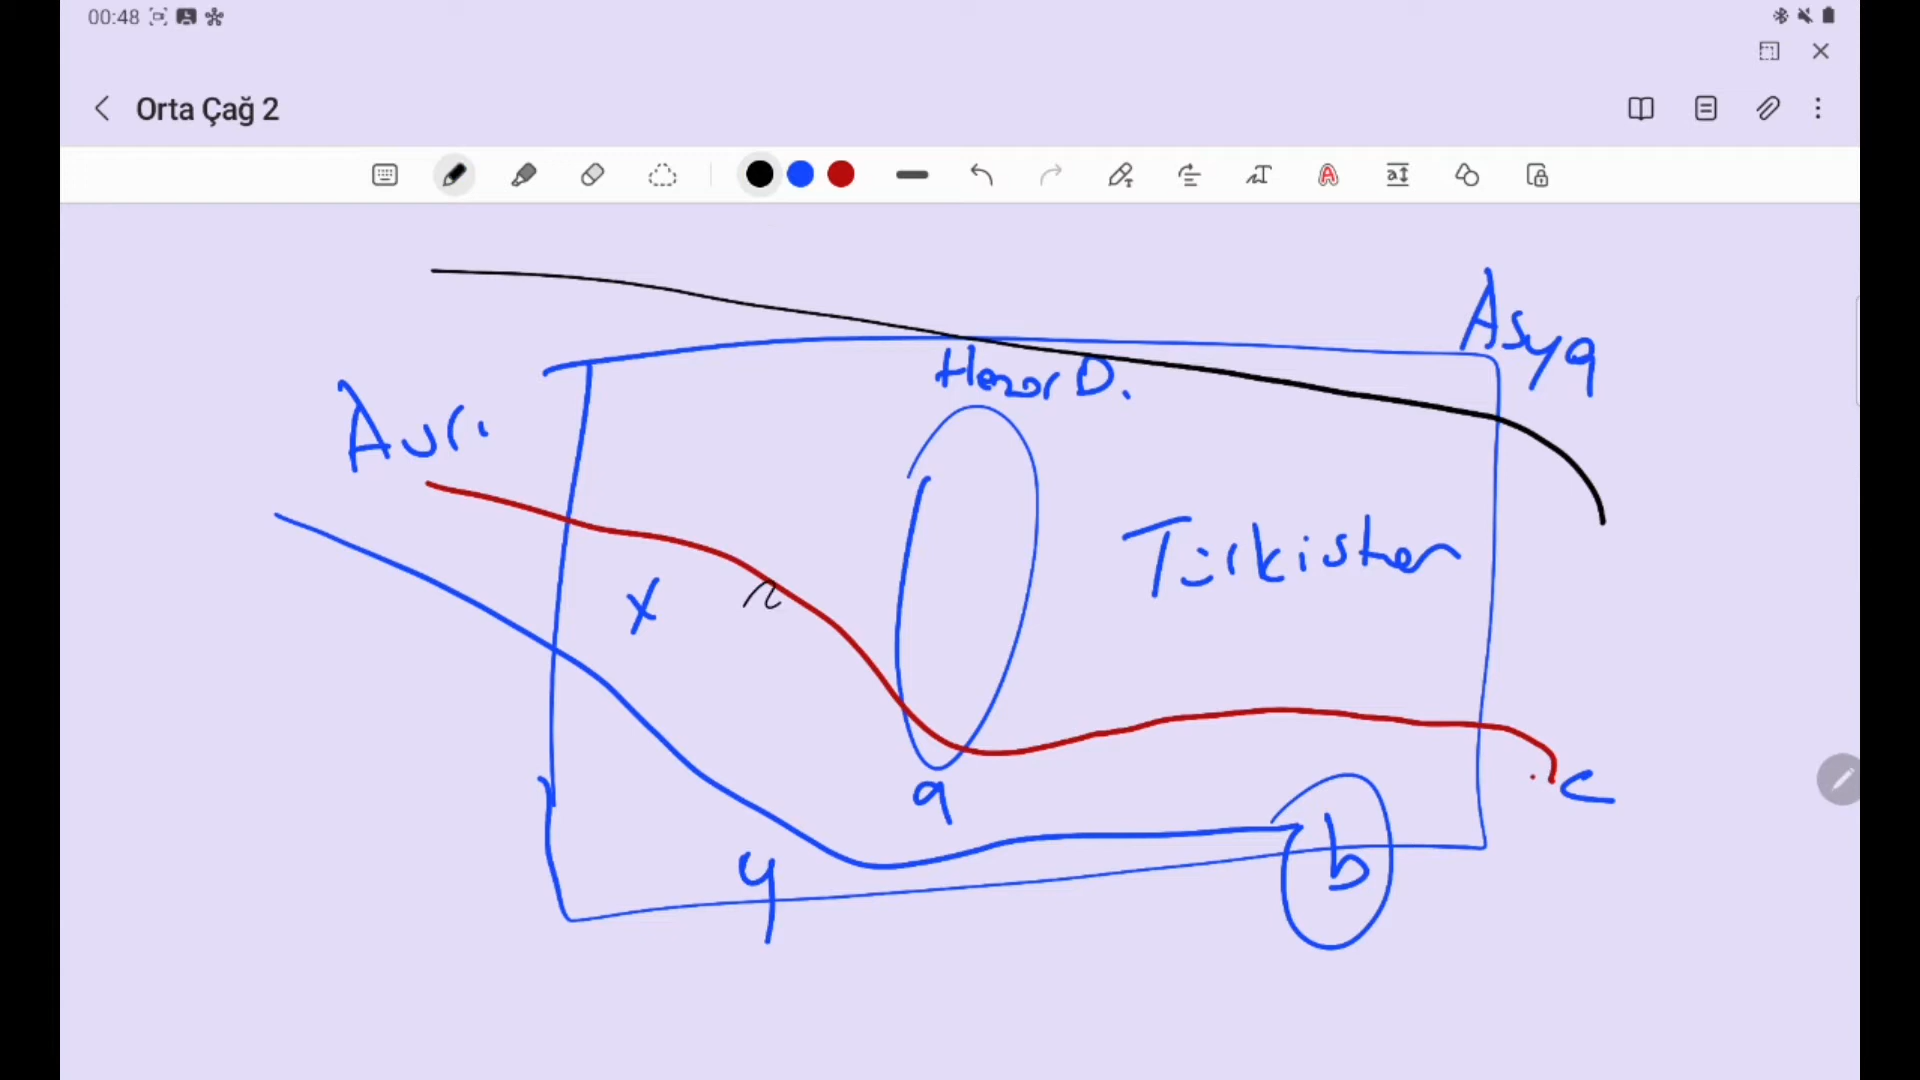 00:48
Orta Çağ 2
Asya
Hazar D.
Avr.
Türkistan
x
a
c
y
b